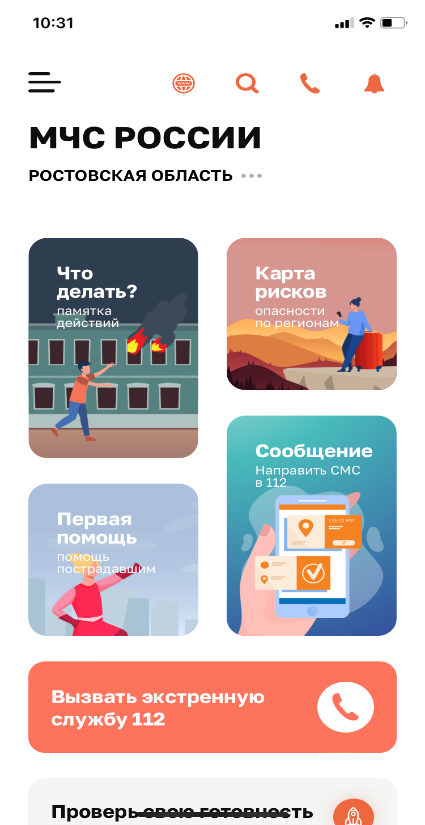 10:31
МЧС РОССИИ
РОСТОВСКАЯ ОБЛАСТЬ
Что
делать?
памятка
действий
Карта
рисков
опасности
по регионам
Сообщение
Направить СМС
в 112
Первая
помощь
помощь
пострадавшим
Вызвать экстренную
службу 112
Проверь свою готовность